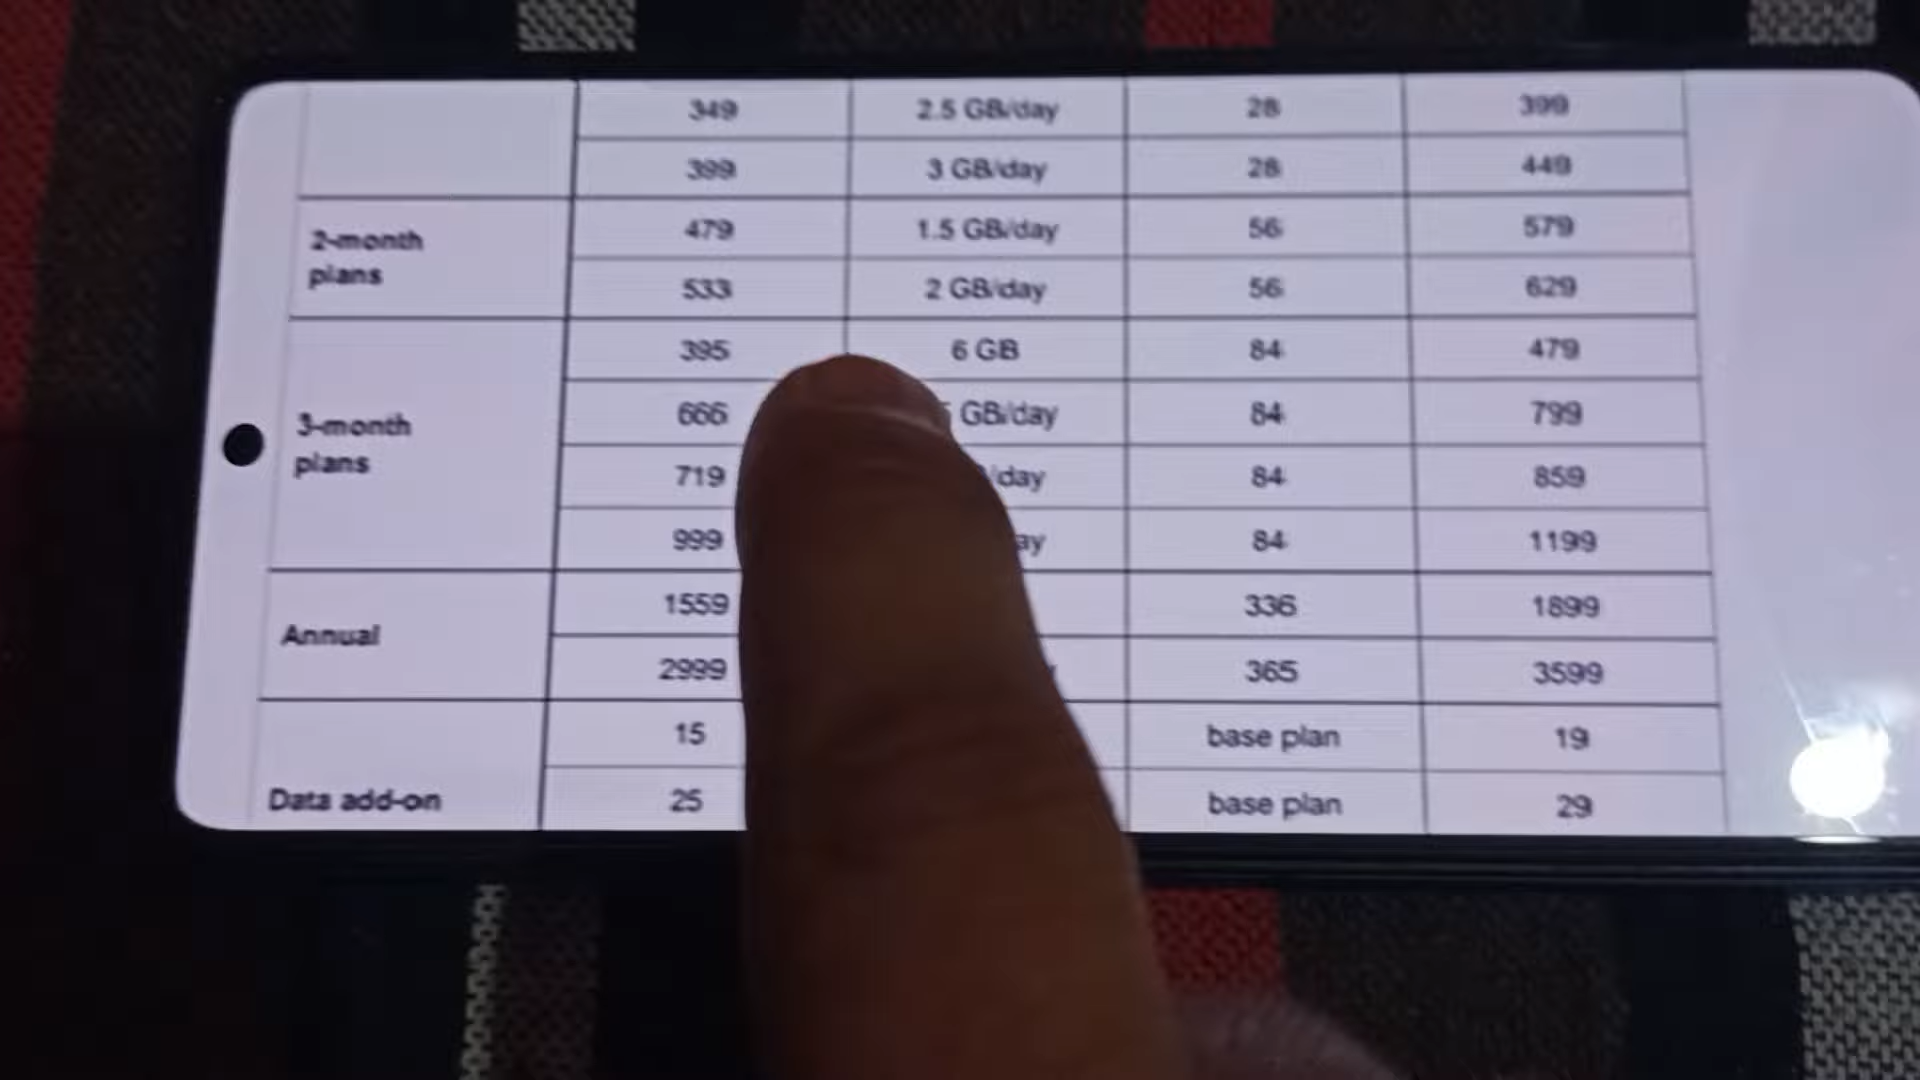 349 2.5 GB/day 28 399
399 3 GB/day 28 449
2-month plans
479 1.5 GB/day 56 579
533 2 GB/day 56 629
3-month plans
395 6 GB 84 479
666 GB/day 84 799
719 /day 84 859
999 84 1199
Annual
1559 336 1899
2999 365 3599
15 base plan 19
Data add-on
25 base plan 29